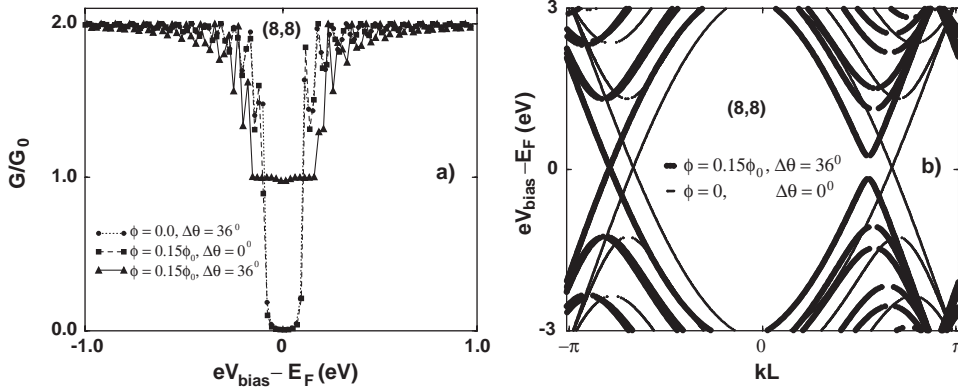 2.0
(8,8)
G/G0
1.0
a)
ϕ = 0.0, Δθ = 36⁰
ϕ = 0.15ϕ₀, Δθ = 0⁰
ϕ = 0.15ϕ₀, Δθ = 36⁰
0.0
-1.0
0
1.0
eVbias− EF (eV)
3
(8,8)
eVbias−EF (eV)
0
ϕ = 0.15ϕ₀, Δθ = 36⁰
b)
ϕ = 0, Δθ = 0⁰
-3
−π
0
π
kL